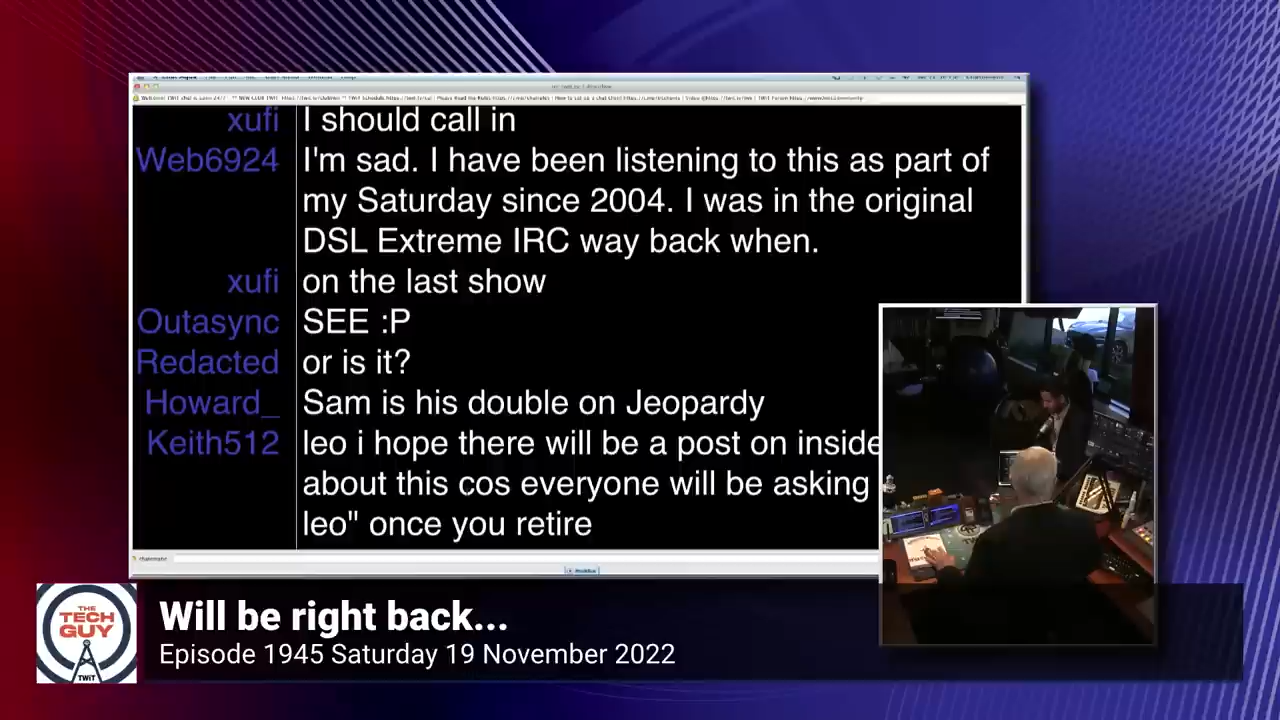 xufi I should call in
Web6924 I'm sad. I have been listening to this as part of
my Saturday since 2004. I was in the original
DSL Extreme IRC way back when.
xufi on the last show
Outasync SEE :P
Redacted or is it?
Howard_ Sam is his double on Jeopardy
Keith512 leo i hope there will be a post on inside
about this cos everyone will be asking
leo" once you retire
THE
TECH
GUY
TWiT
Will be right back...
Episode 1945 Saturday 19 November 2022